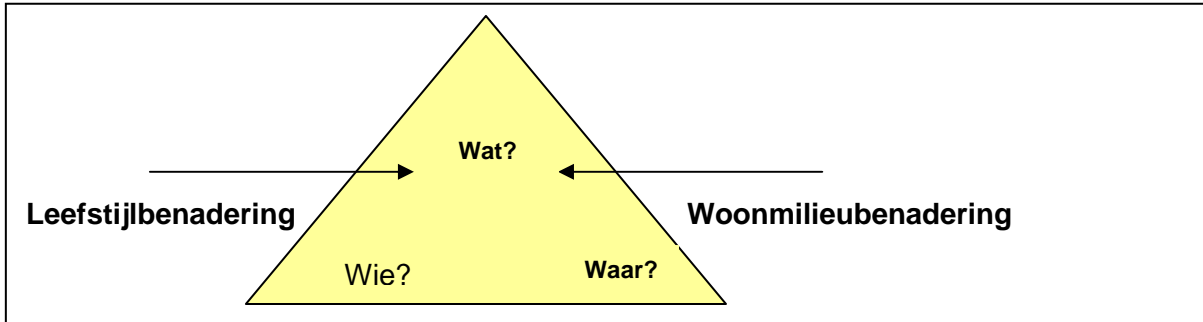 Wat?
Leefstijlbenadering
Woonmilieubenadering
Wie?
Waar?